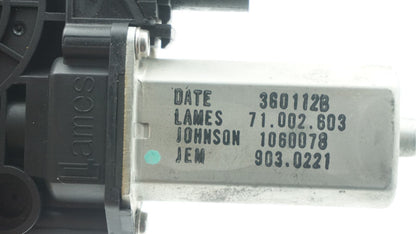 Lames
DATE 360112B
LAMES 71.002.603
JOHNSON 1060078
JEM 903.0221